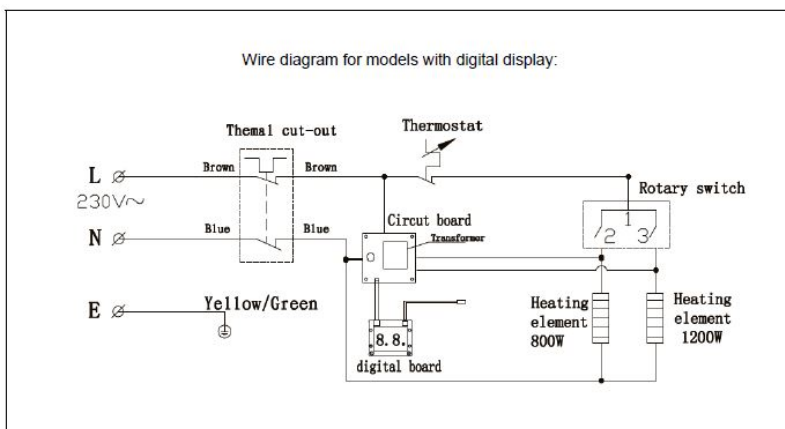 Wire diagram for models with digital display:
Themal cut-out
Thermostat
Brown
Brown
L
230V~
Rotary switch
1
2
3
Blue
Blue
N
Circut board
Transformer
E
Yellow/Green
8.8.
digital board
Heating
element
800W
Heating
element
1200W